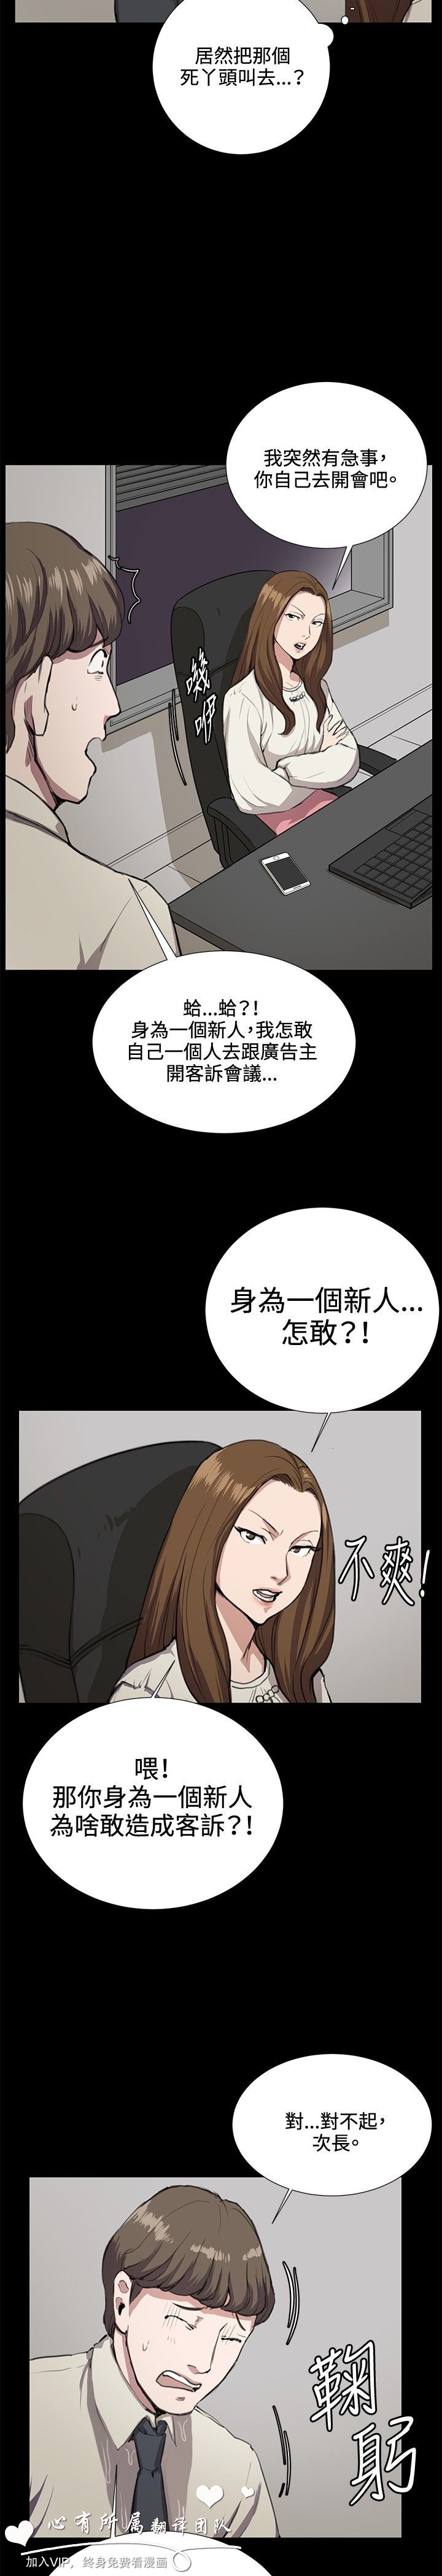 居然把那個
死丫頭叫去…?
我突然有急事，
你自己去開會吧。
嘰
咿
蛤…蛤?!
身為一個新人，我怎敢
自己一個人去跟廣告主
開客訴會議…
身為一個新人…
怎敢?!
不爽!
喂!
那你身為一個新人
為啥敢造成客訴?!
對…對不起，
次長。
鞠
躬
心有所属翻译团队
加入VIP，终身免费看漫画